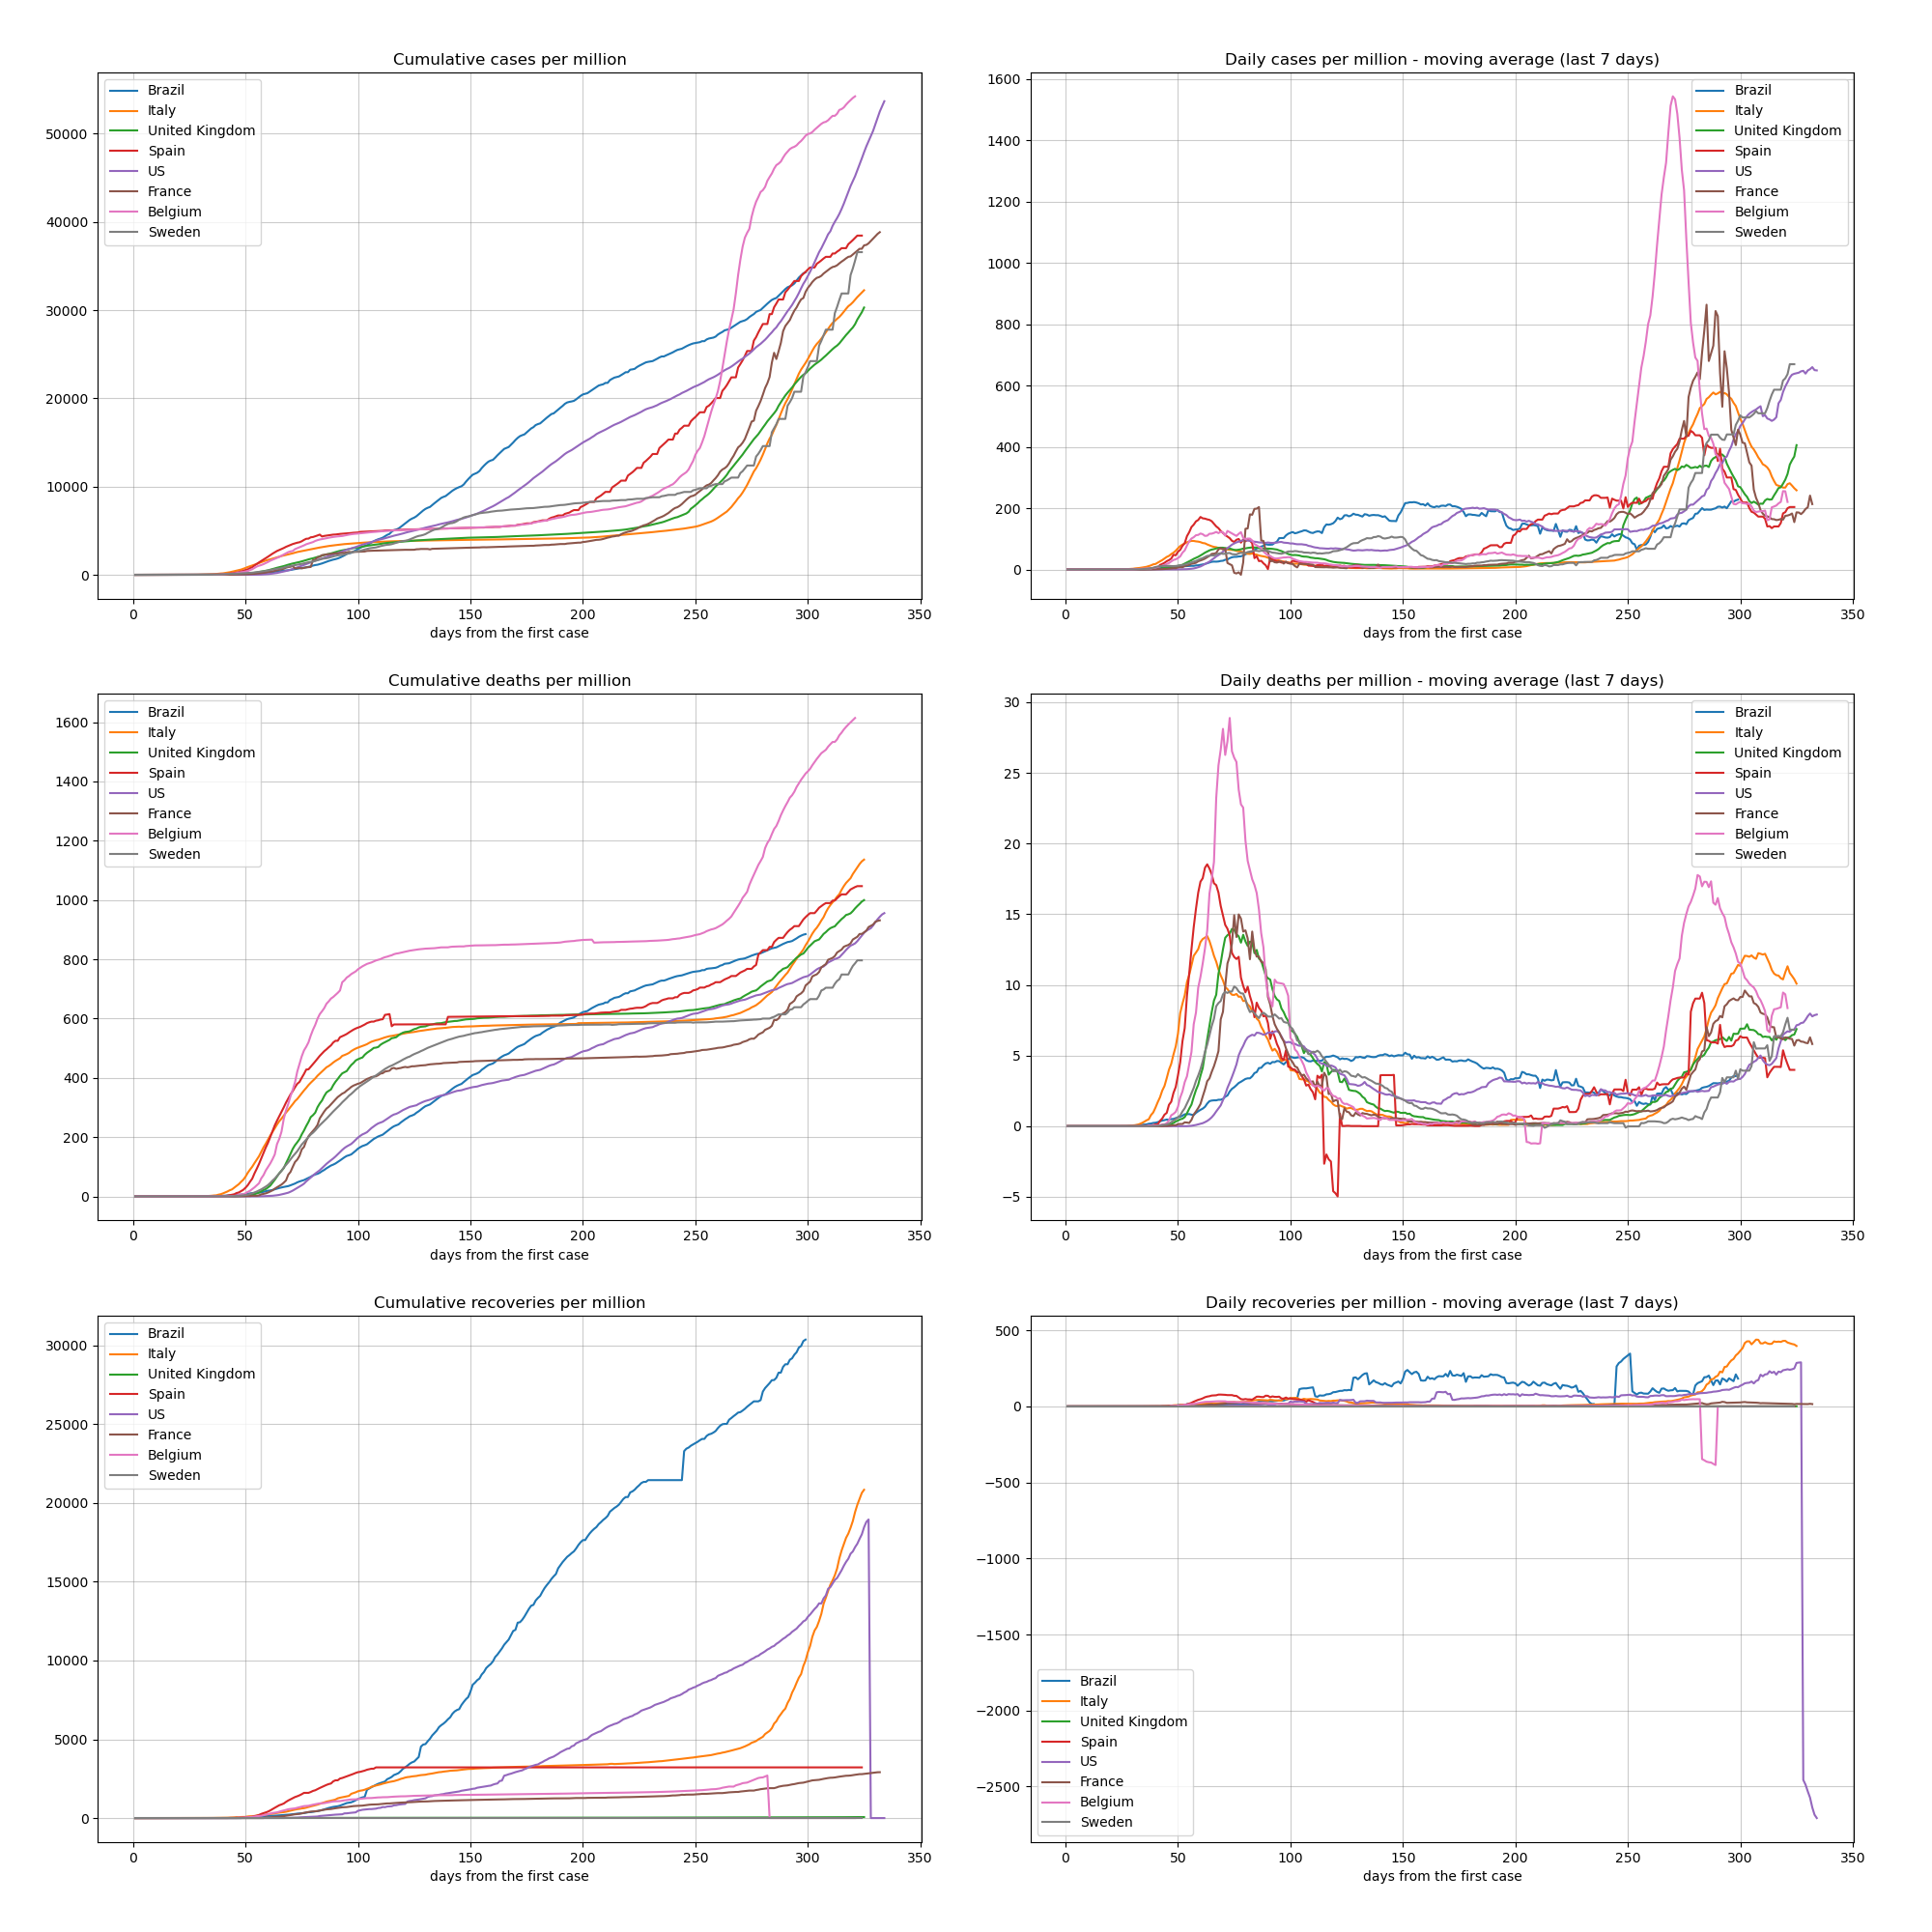 Cumulative cases per million
Brazil
Italy
United Kingdom
Spain
US
France
Belgium
Sweden
50000
40000
30000
20000
10000
0
0 50 100 150 200 250 300 350
days from the first case
Daily cases per million - moving average (last 7 days)
Brazil
Italy
United Kingdom
Spain
US
France
Belgium
Sweden
1600
1400
1200
1000
800
600
400
200
0
0 50 100 150 200 250 300 350
days from the first case
Cumulative deaths per million
Brazil
Italy
United Kingdom
Spain
US
France
Belgium
Sweden
1600
1400
1200
1000
800
600
400
200
0
0 50 100 150 200 250 300 350
days from the first case
Daily deaths per million - moving average (last 7 days)
Brazil
Italy
United Kingdom
Spain
US
France
Belgium
Sweden
30
25
20
15
10
5
0
−5
0 50 100 150 200 250 300 350
days from the first case
Cumulative recoveries per million
Brazil
Italy
United Kingdom
Spain
US
France
Belgium
Sweden
30000
25000
20000
15000
10000
5000
0
0 50 100 150 200 250 300 350
days from the first case
Daily recoveries per million - moving average (last 7 days)
500
0
−500
−1000
−1500
−2000
−2500
Brazil
Italy
United Kingdom
Spain
US
France
Belgium
Sweden
0 50 100 150 200 250 300 350
days from the first case